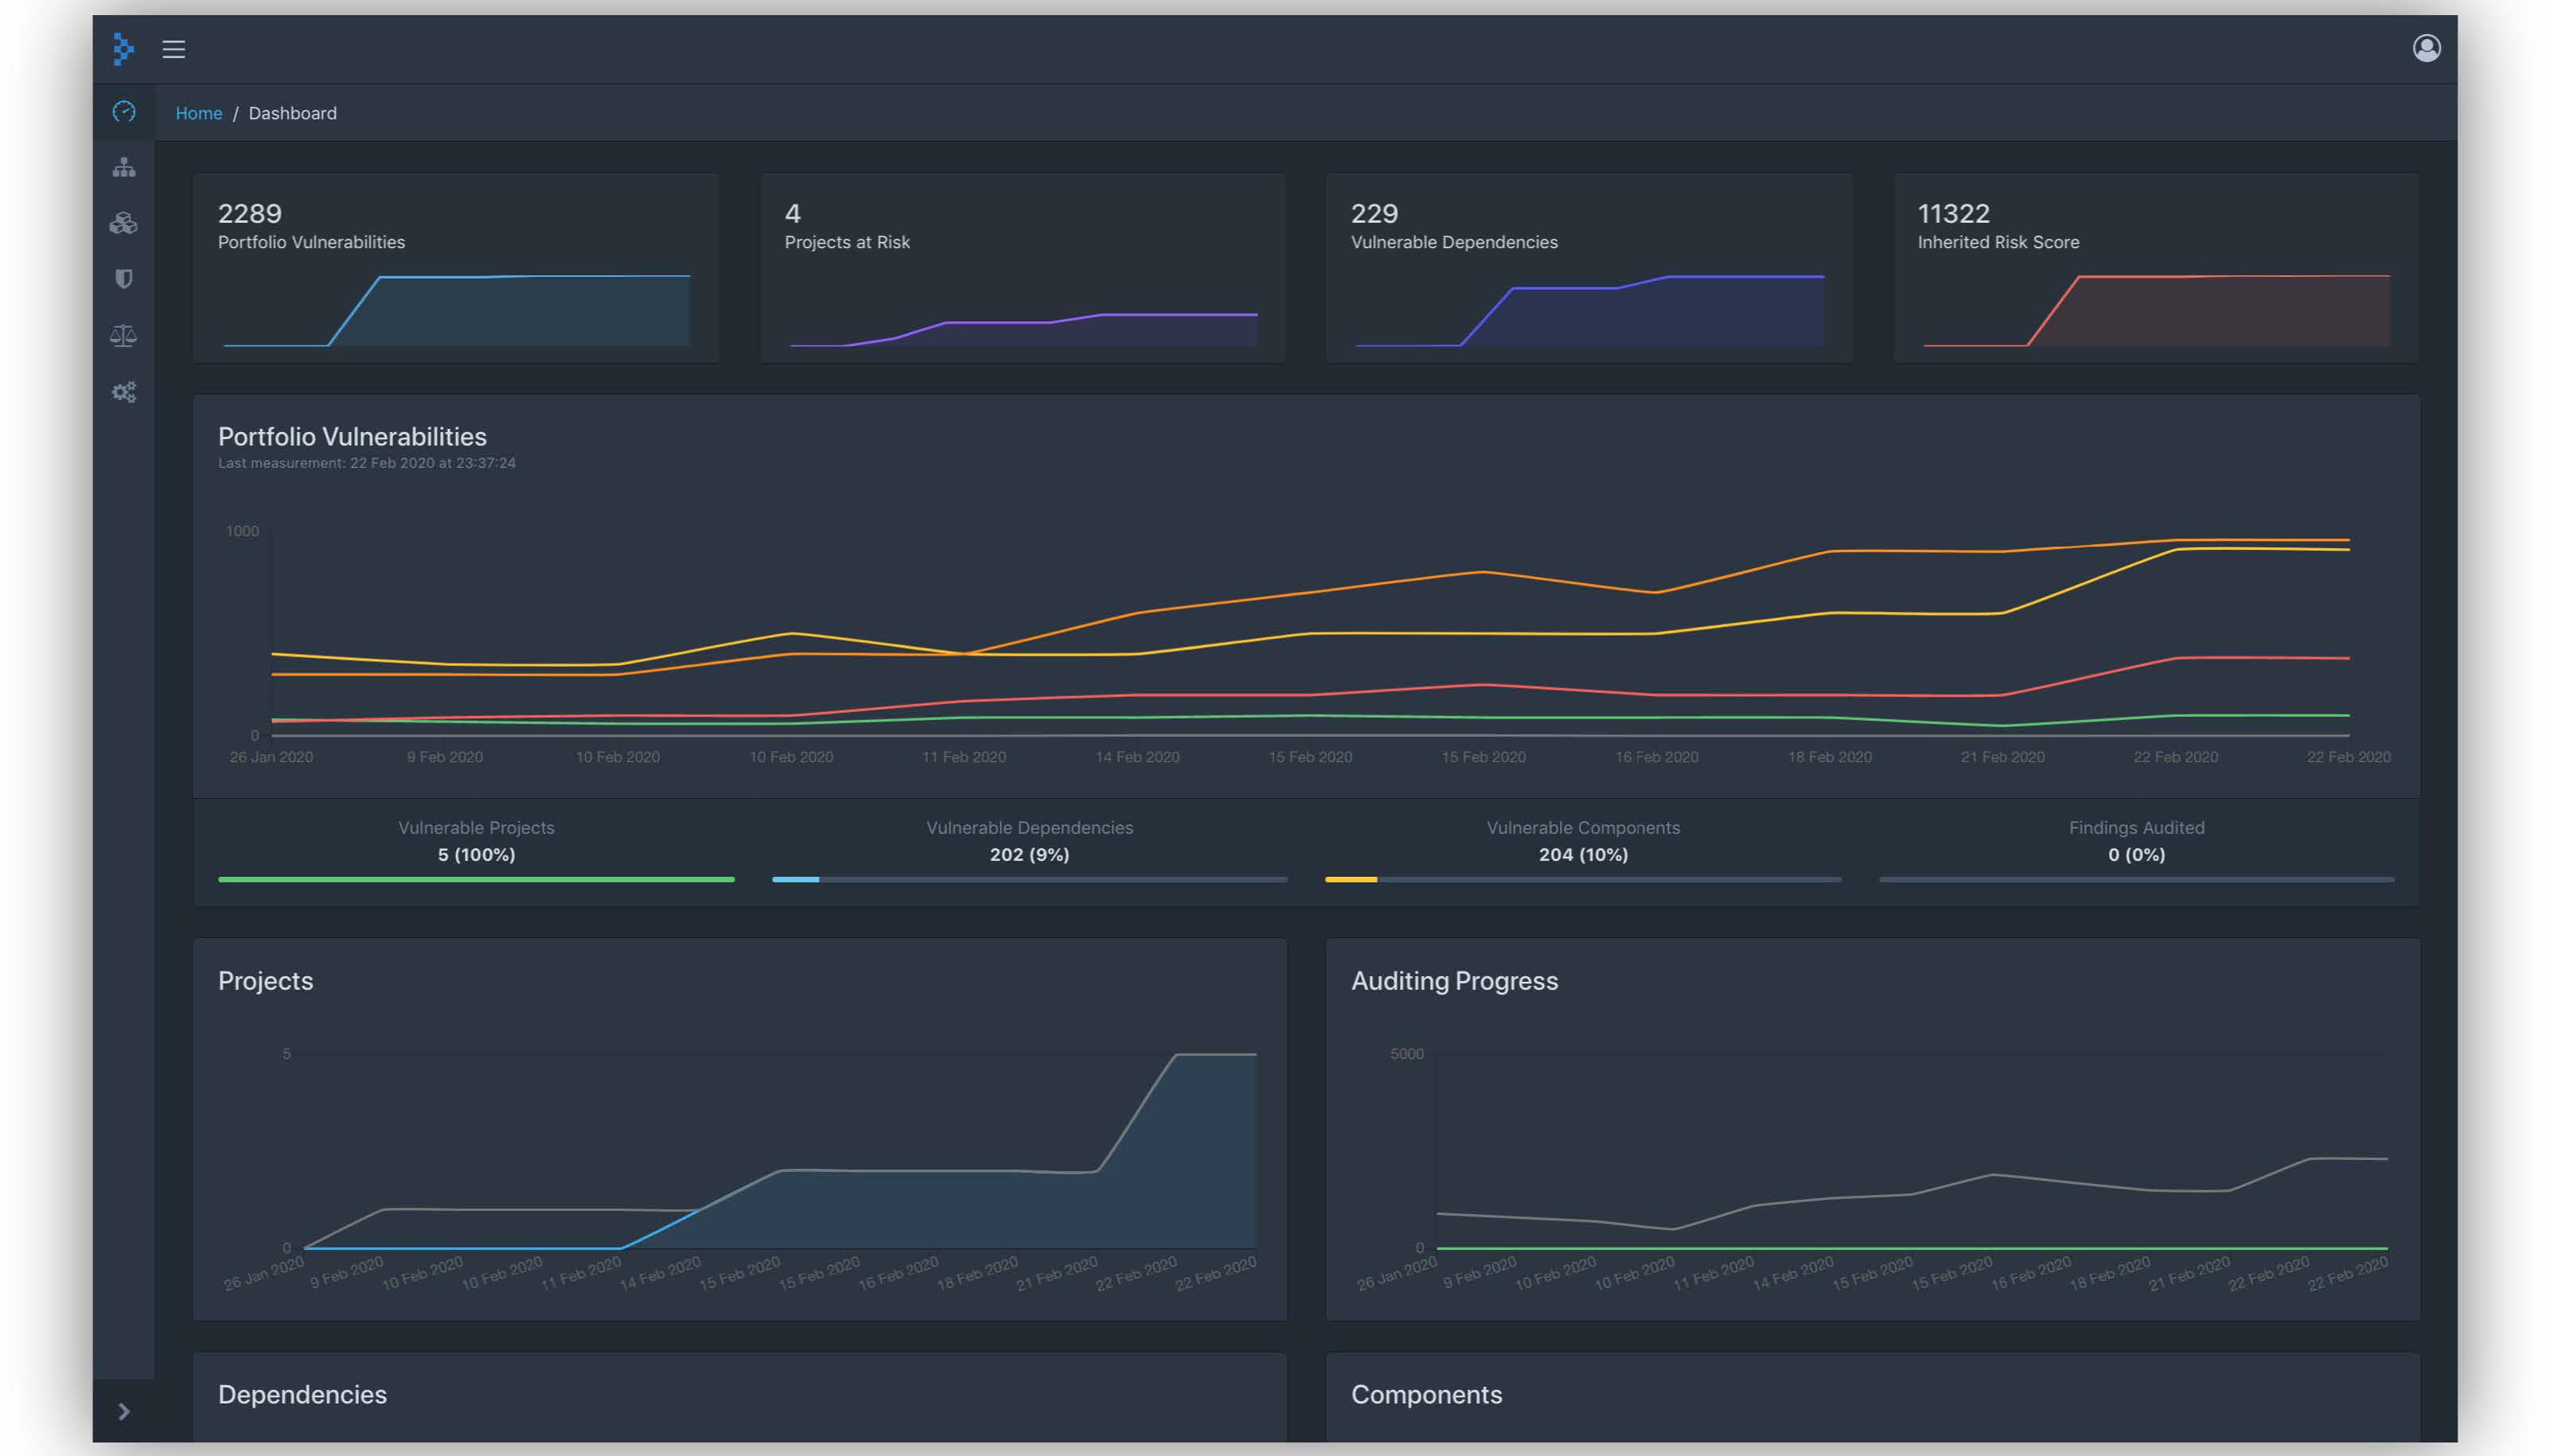 Home / Dashboard
2289
Portfolio Vulnerabilities
4
Projects at Risk
229
Vulnerable Dependencies
11322
Inherited Risk Score
Portfolio Vulnerabilities
Last measurement: 22 Feb 2020 at 23:37:24
1000
0
26 Jan 2020 9 Feb 2020 10 Feb 2020 10 Feb 2020 11 Feb 2020 14 Feb 2020 15 Feb 2020 15 Feb 2020 16 Feb 2020 18 Feb 2020 21 Feb 2020 22 Feb 2020 22 Feb 2020
Vulnerable Projects
5 (100%)
Vulnerable Dependencies
202 (9%)
Vulnerable Components
204 (10%)
Findings Audited
0 (0%)
Projects
5
0
26 Jan 2020 9 Feb 2020 10 Feb 2020 10 Feb 2020 11 Feb 2020 14 Feb 2020 15 Feb 2020 15 Feb 2020 16 Feb 2020 18 Feb 2020 21 Feb 2020 22 Feb 2020 22 Feb 2020
Auditing Progress
5000
0
26 Jan 2020 9 Feb 2020 10 Feb 2020 10 Feb 2020 11 Feb 2020 14 Feb 2020 15 Feb 2020 15 Feb 2020 16 Feb 2020 18 Feb 2020 21 Feb 2020 22 Feb 2020 22 Feb 2020
Dependencies
Components